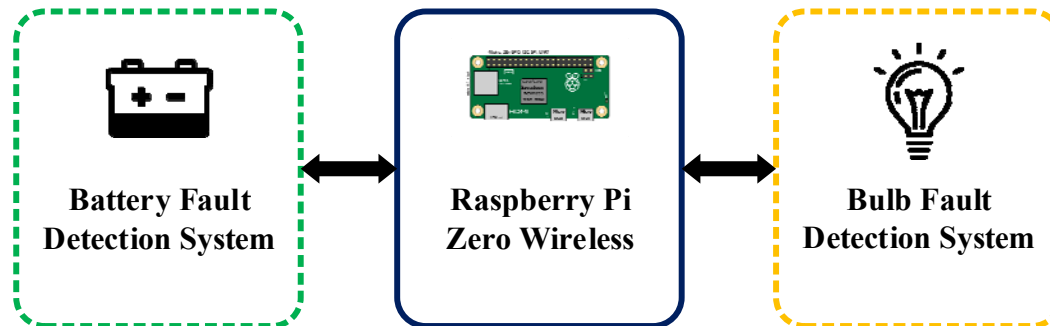 Battery Fault
Detection System
Raspberry Pi
Zero Wireless
Bulb Fault
Detection System